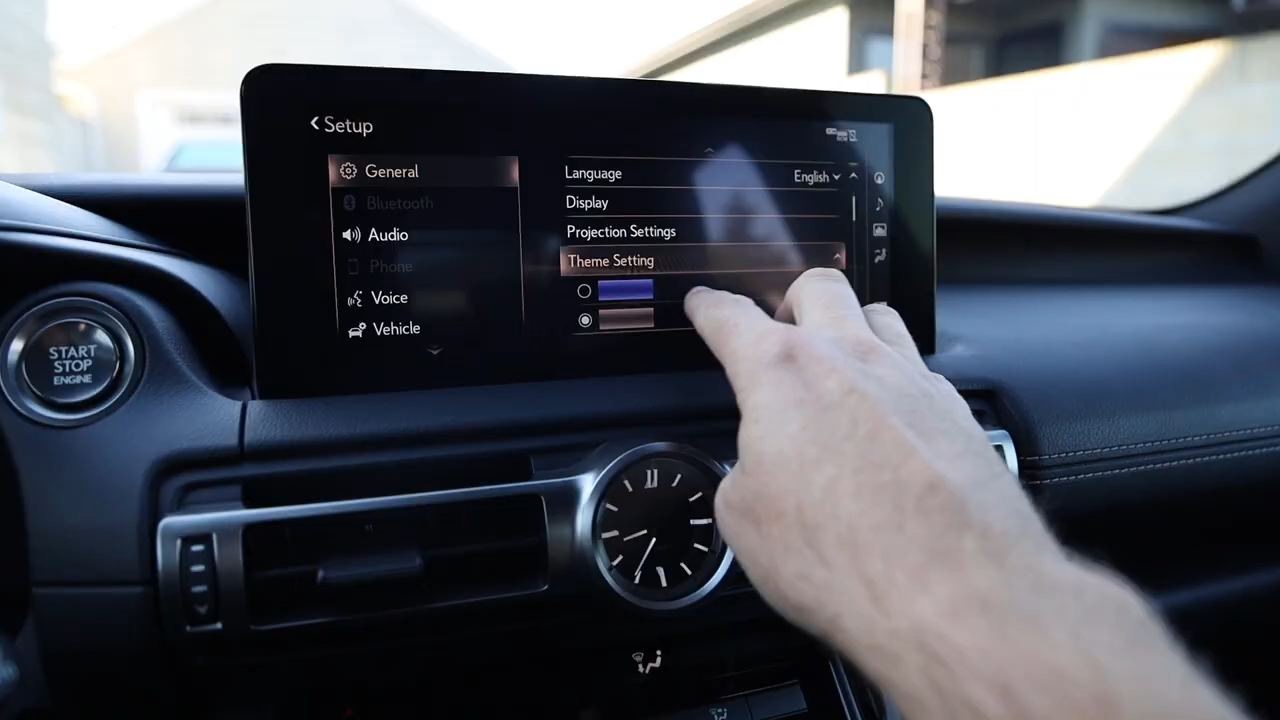 Setup
General
Bluetooth
Audio
Phone
Voice
Vehicle
Language
English
Display
Projection Settings
Theme Setting
START
STOP
ENGINE